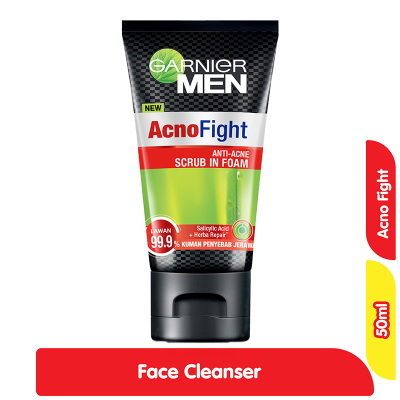 GARNIER
MEN
NEW
AcnoFight
ANTI-ACNE
SCRUB IN FOAM
Salicylic Acid
+ Herba Repair
LAWAN
99.9% KUMAN PENYEBAB JERAWAT
Acno Fight
50ml
Face Cleanser